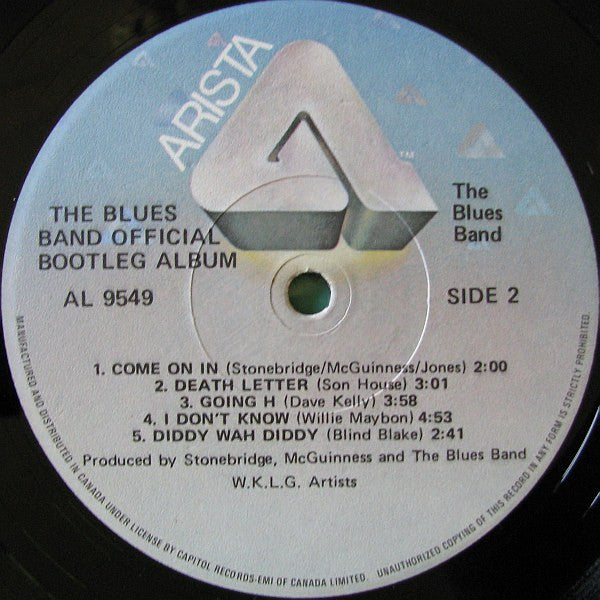 ARISTA
TM
THE BLUES
BAND OFFICIAL
BOOTLEG ALBUM
The
Blues
Band
AL 9549
SIDE 2
1. COME ON IN (Stonebridge/McGuinness/Jones) 2:00
2. DEATH LETTER (Son House) 3:01
3. GOING H (Dave Kelly) 3:58
4. I DON'T KNOW (Willie Maybon) 4:53
5. DIDDY WAH DIDDY (Blind Blake) 2:41
Produced by Stonebridge, McGuinness and The Blues Band
W.K.L.G. Artists
MANUFACTURED AND DISTRIBUTED IN CANADA UNDER LICENSE BY CAPITOL RECORDS-EMI OF CANADA LIMITED. UNAUTHORIZED COPYING OF THIS RECORD IN ANY FORM IS STRICTLY PROHIBITED.